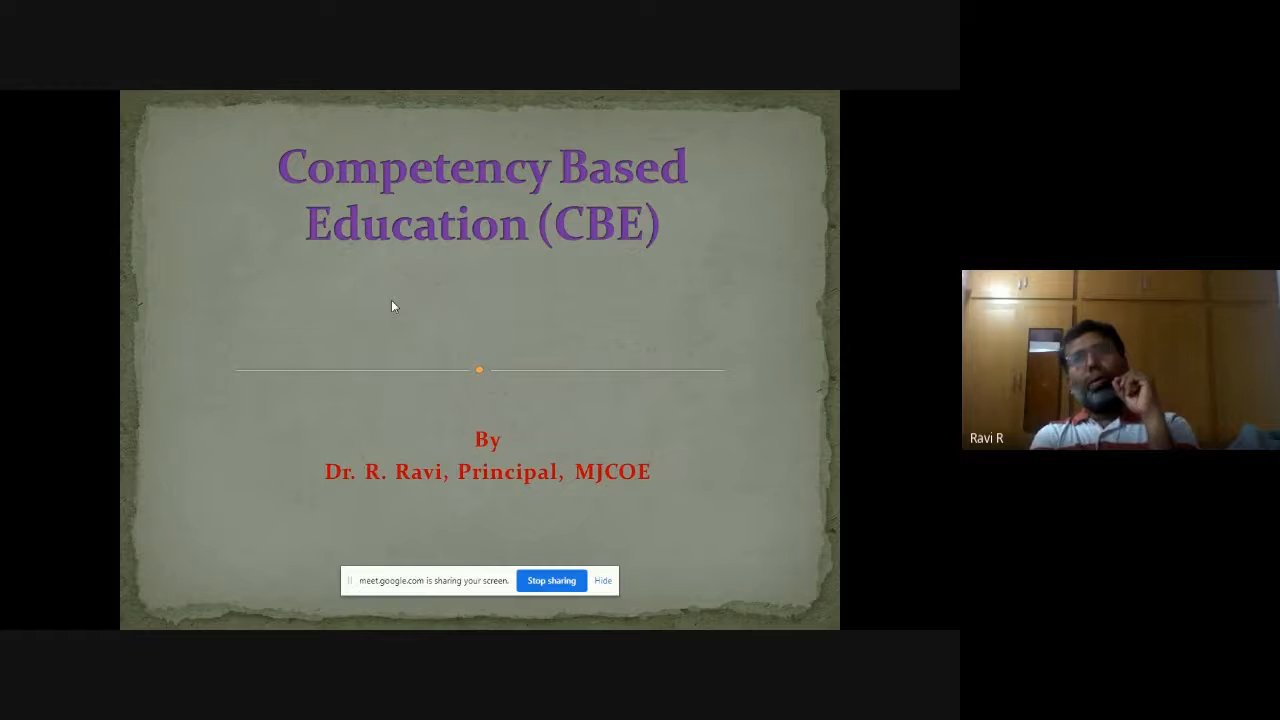 Competency Based
Education (CBE)
By
Dr. R. Ravi, Principal, MJCOE
meet.google.com is sharing your screen.
Stop sharing
Hide
Ravi R